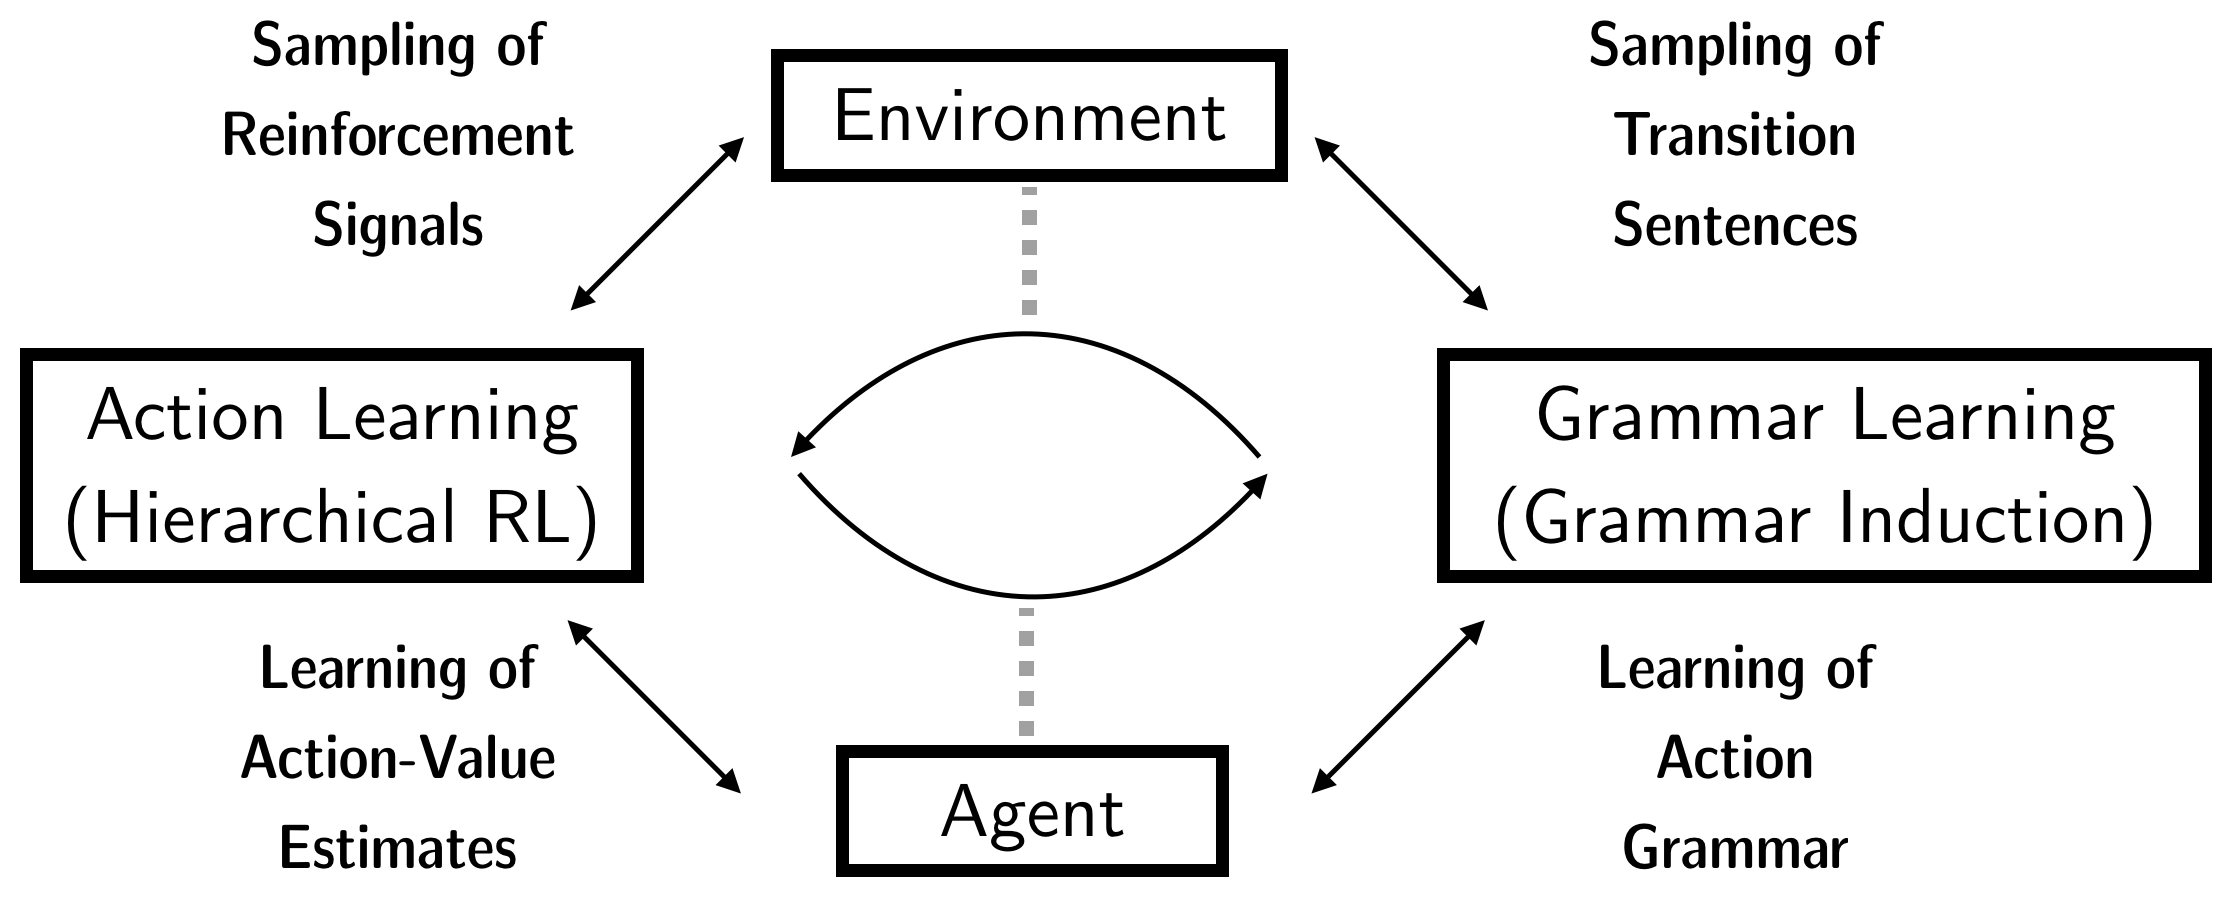 Sampling of
Reinforcement
Signals
Environment
Sampling of
Transition
Sentences
Action Learning
(Hierarchical RL)
Grammar Learning
(Grammar Induction)
Learning of
Action-Value
Estimates
Agent
Learning of
Action
Grammar